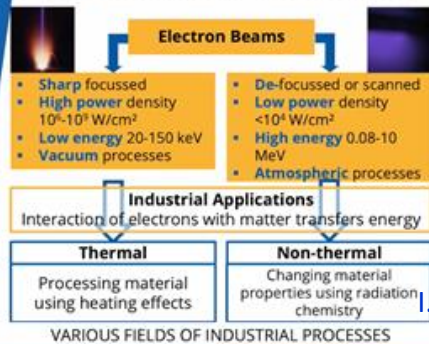 Electron Beams
▪ Sharp focussed
▪ High power density
10⁶-10⁹ W/cm²
▪ Low energy 20-150 keV
▪ Vacuum processes
▪ De-focussed or scanned
▪ Low power density
<10⁴ W/cm²
▪ High energy 0.08-10
MeV
▪ Atmospheric processes
Industrial Applications
Interaction of electrons with matter transfers energy
Thermal
Processing material
using heating effects
Non-thermal
Changing material
properties using radiation
chemistry
VARIOUS FIELDS OF INDUSTRIAL PROCESSES